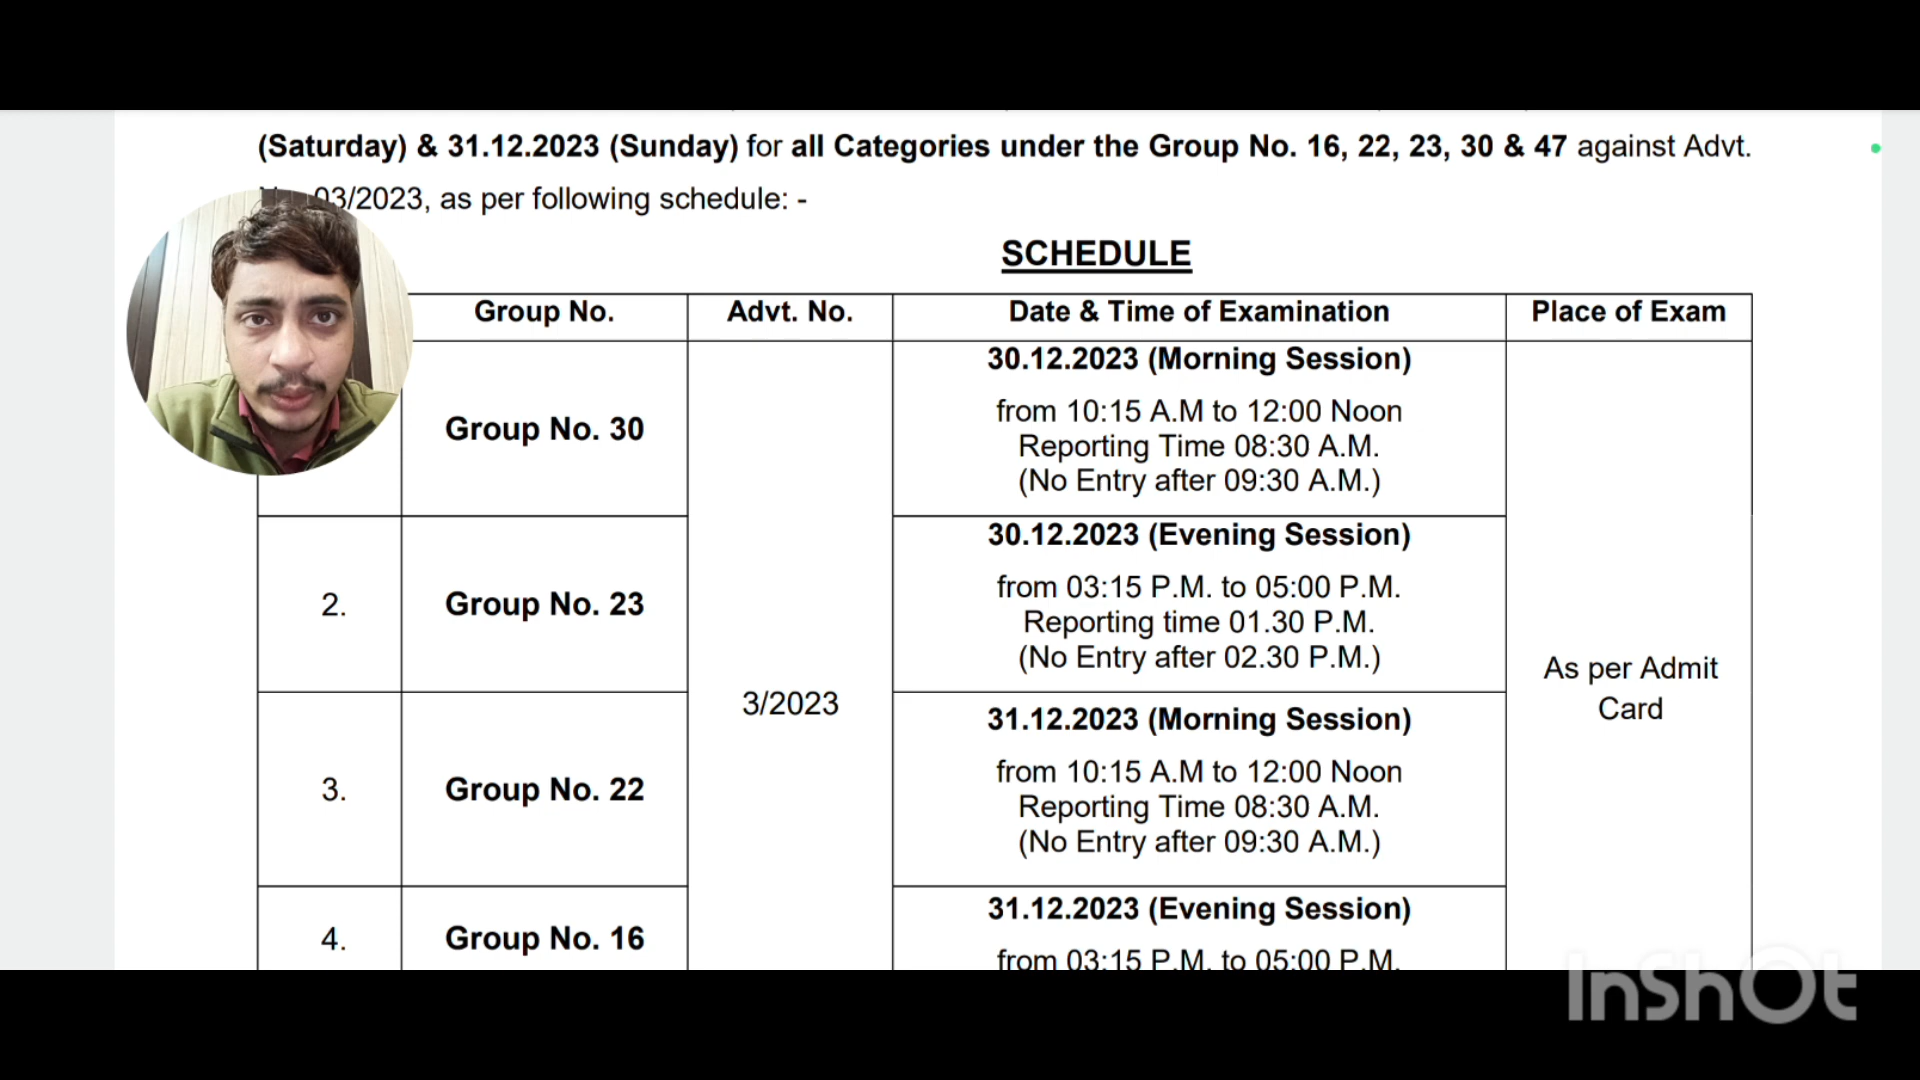 (Saturday) & 31.12.2023 (Sunday) for all Categories under the Group No. 16, 22, 23, 30 & 47 against Advt.
03/2023, as per following schedule: -
SCHEDULE
Group No. Advt. No. Date & Time of Examination Place of Exam
30.12.2023 (Morning Session)
from 10:15 A.M to 12:00 Noon
Group No. 30
Reporting Time 08:30 A.M.
(No Entry after 09:30 A.M.)
30.12.2023 (Evening Session)
from 03:15 P.M. to 05:00 P.M.
2. Group No. 23
Reporting time 01.30 P.M.
(No Entry after 02.30 P.M.)
3/2023
As per Admit
Card
31.12.2023 (Morning Session)
from 10:15 A.M to 12:00 Noon
3. Group No. 22
Reporting Time 08:30 A.M.
(No Entry after 09:30 A.M.)
31.12.2023 (Evening Session)
4. Group No. 16
from 03:15 P.M. to 05:00 P.M.
InShOt